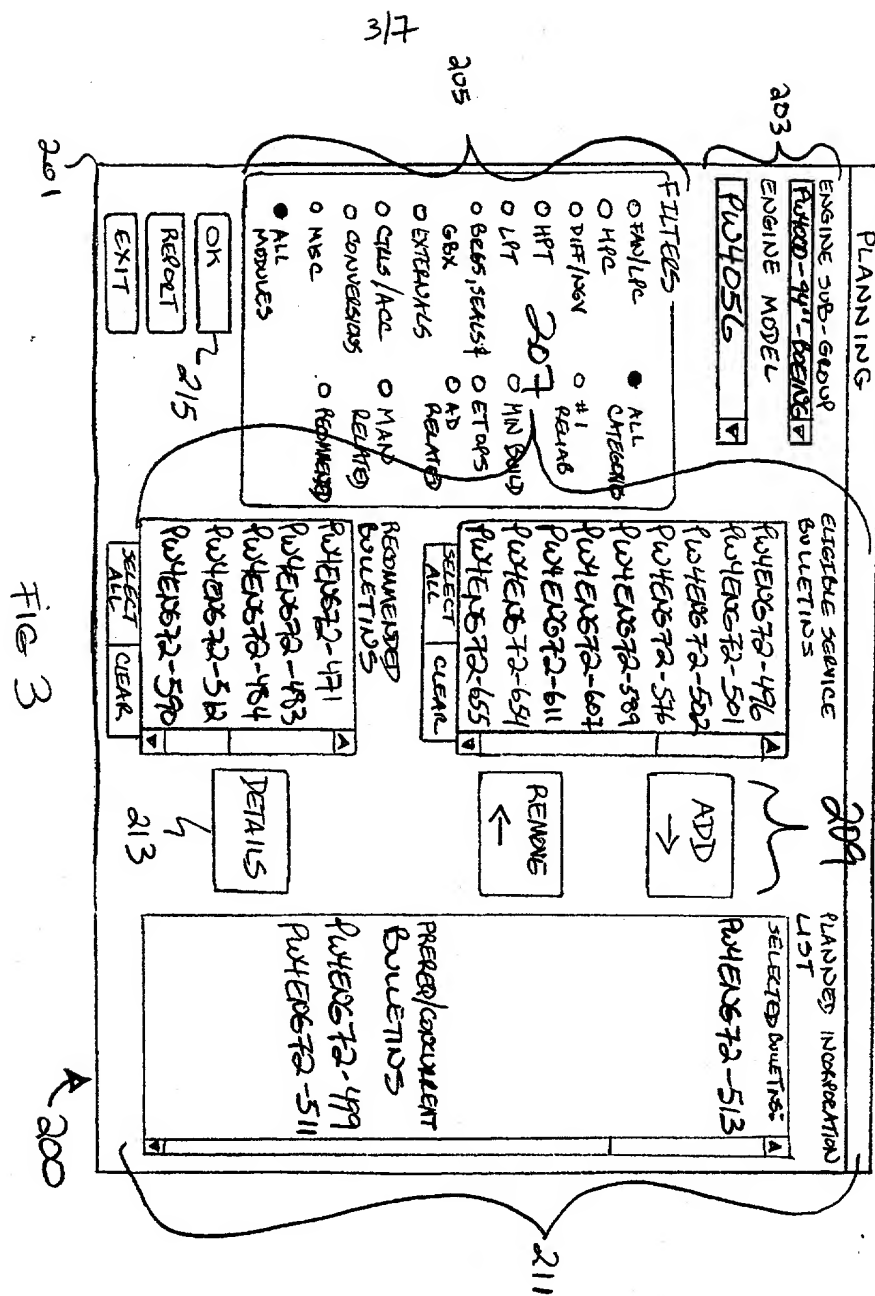 3/7
PLANNING
203
ENGINE SUB-GROUP
PW4000-94"-BOEING
ENGINE MODEL
PW4056
205
FILTERS
FAN/LPC
HPC
DIFF/NGV
HPT
LPT
BRGS, SEALS &
GBX
EXTERNALS
CTRLS/ACC
CONVERSIONS
MISC
ALL
MODULES
ALL
CATEGORIES
#1
RELIAB
MIN BUILD
ETOPS
AD
RELATED
MAND
RELATED
RECOMMENDED
207
OK
215
REPORT
EXIT
201
ELIGIBLE SERVICE
BULLETINS
PW4ENG72-496
PW4ENG72-501
PW4ENG72-502
PW4ENG72-576
PW4ENG72-589
PW4ENG72-607
PW4ENG72-611
PW4ENG72-654
PW4ENG72-655
SELECT
ALL
CLEAR
RECOMMENDED
BULLETINS
PW4ENG72-471
PW4ENG72-483
PW4ENG72-484
PW4ENG72-512
PW4ENG72-590
SELECT
ALL
CLEAR
209
ADD
→
REMOVE
←
DETAILS
213
PLANNED INCORPORATION
LIST
SELECTED BULLETINS:
PW4ENG72-513
PREREQ/CONCURRENT
BULLETINS
PW4ENG72-499
PW4ENG72-511
211
200
FIG 3